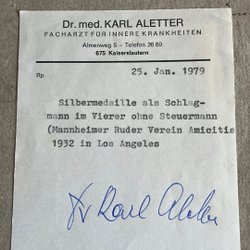 Dr. med. KARL ALETTER
FACHARZT FÜR INNERE KRANKHEITEN
Almenweg 5 - Telefon 26 60
675 Kaiserslautern
Rp.
25. Jan. 1979
Silbermedaille als Schlag-
mann im Vierer ohne Steuermann
(Mannheimer Ruder Verein Amicitia
1932 in Los Angeles
Dr Karl Aletter